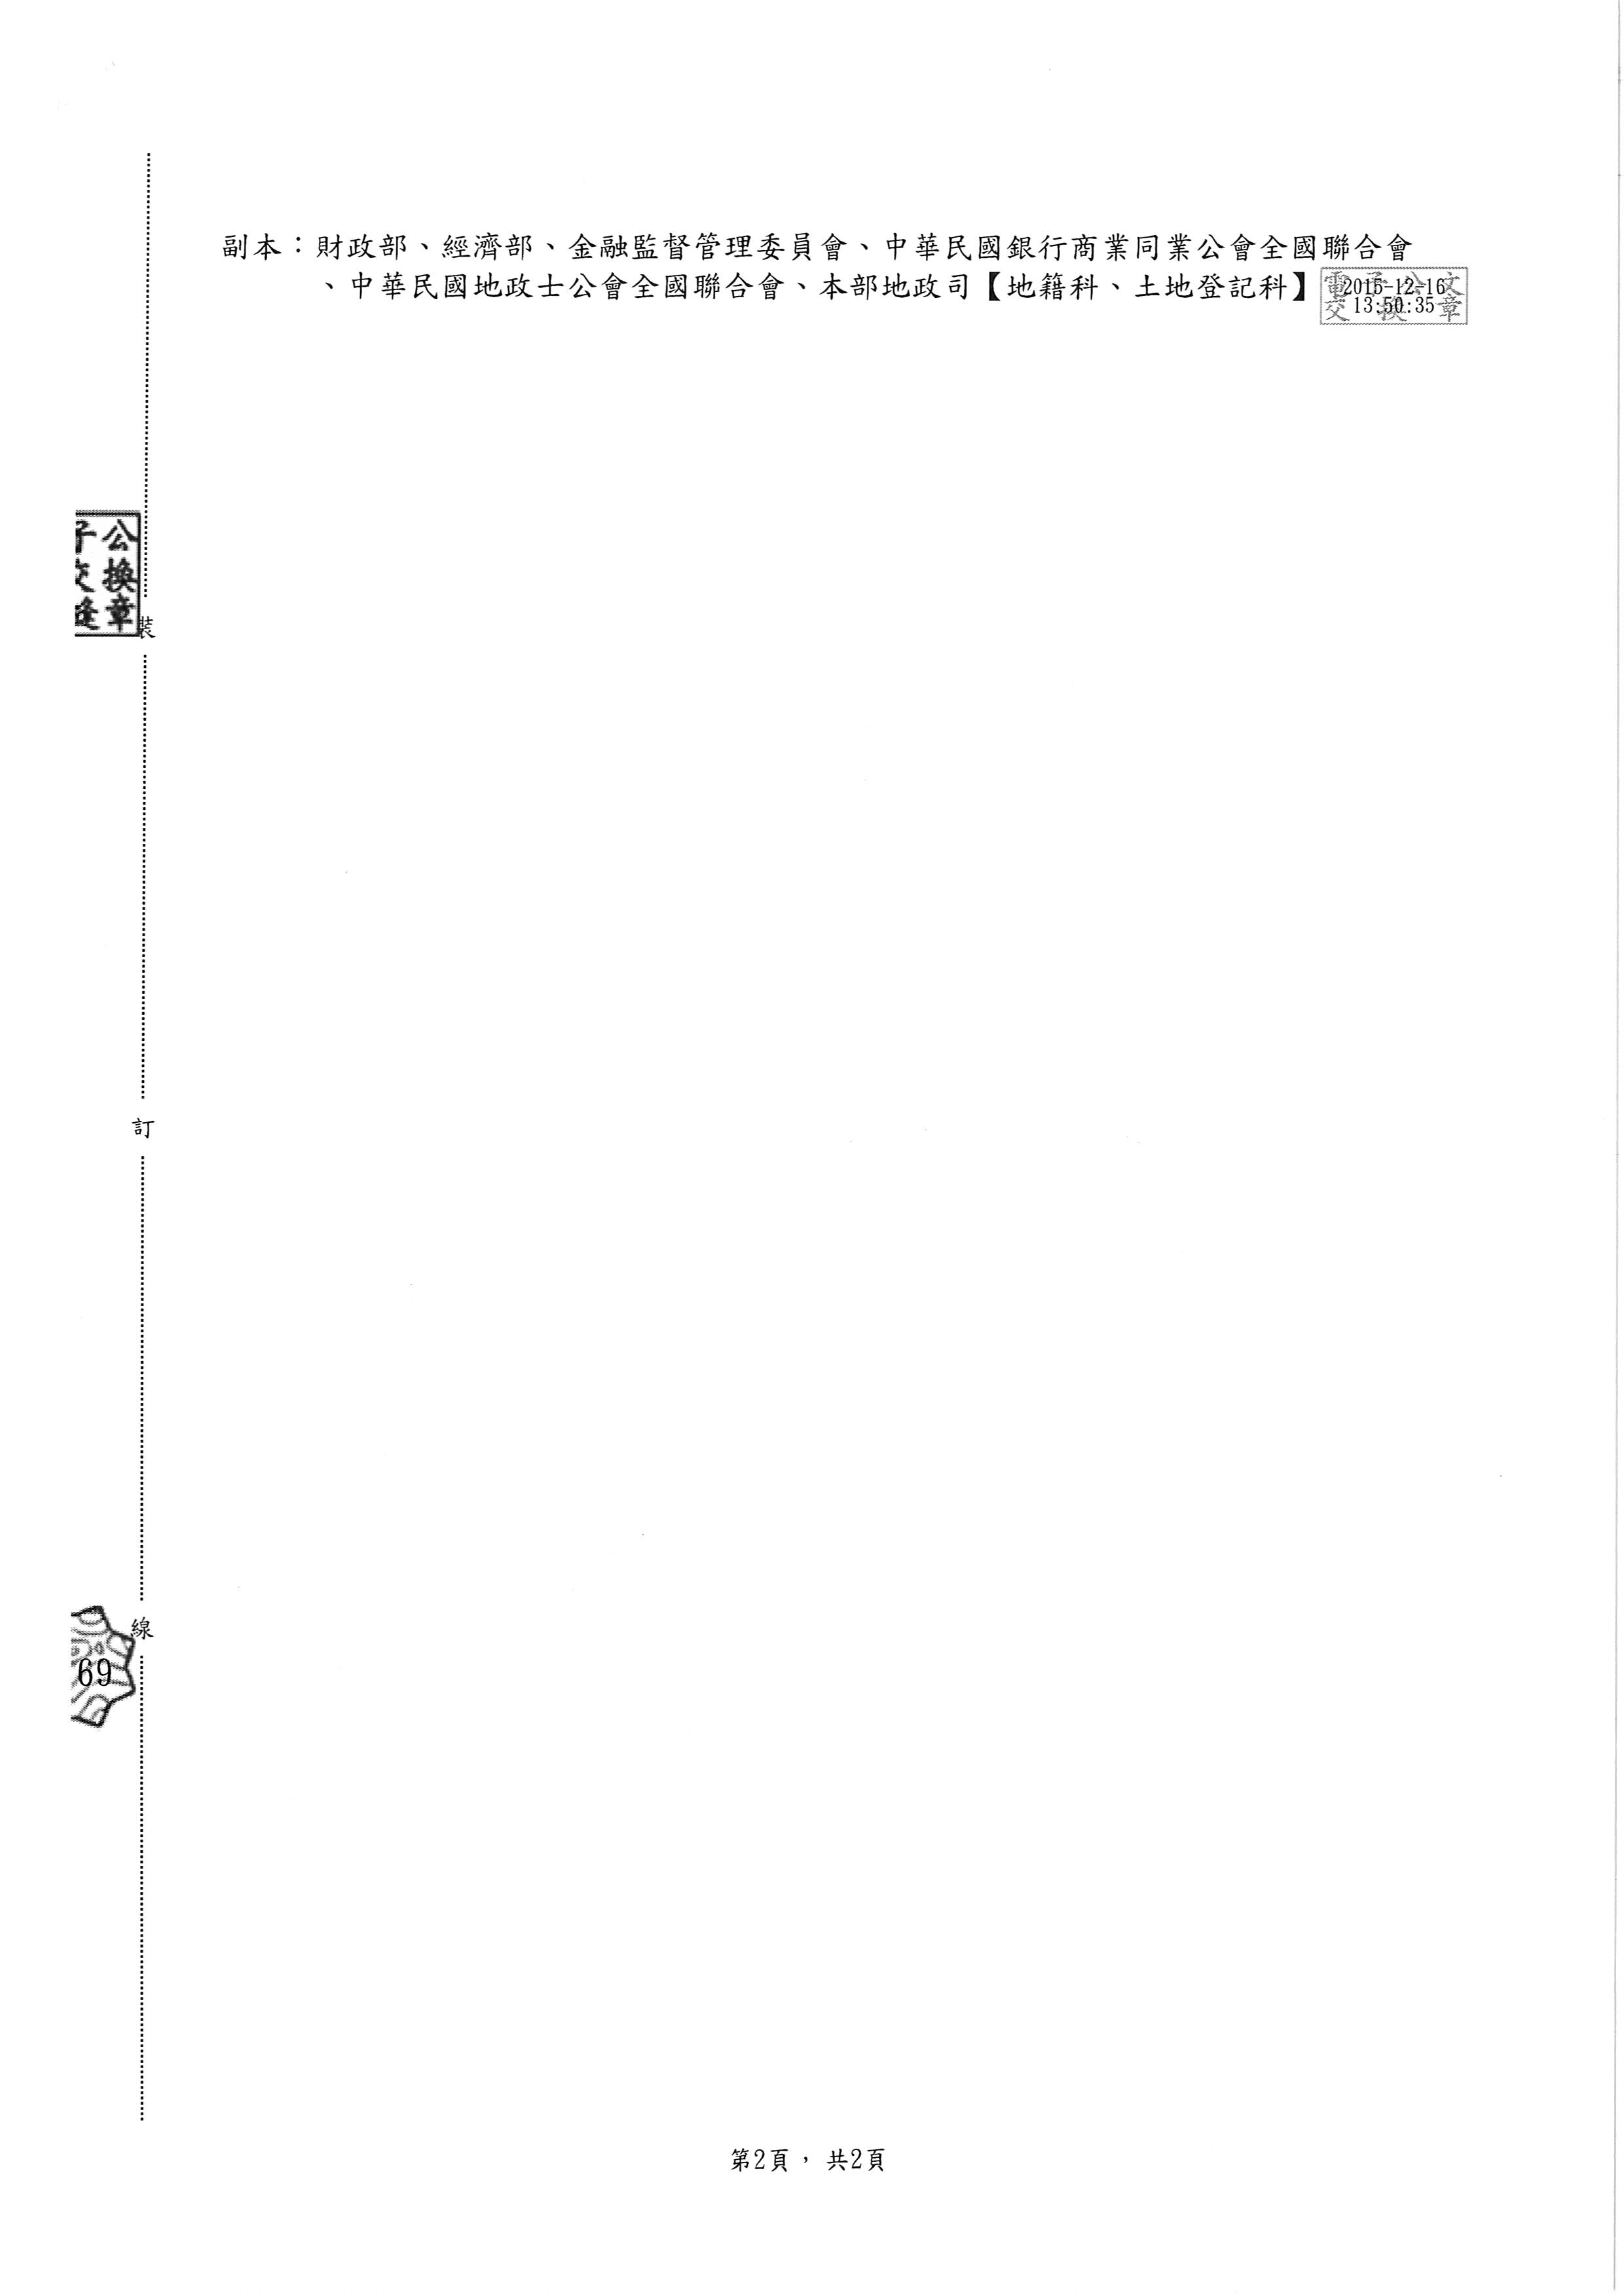 副本：財政部、經濟部、金融監督管理委員會、中華民國銀行商業同業公會全國聯合會
、中華民國地政士公會全國聯合會、本部地政司【地籍科、土地登記科】
電子公文
交換章
2015-12-16
13:50:35
子公
交換
縫章
裝
訂
線
69
第2頁，共2頁